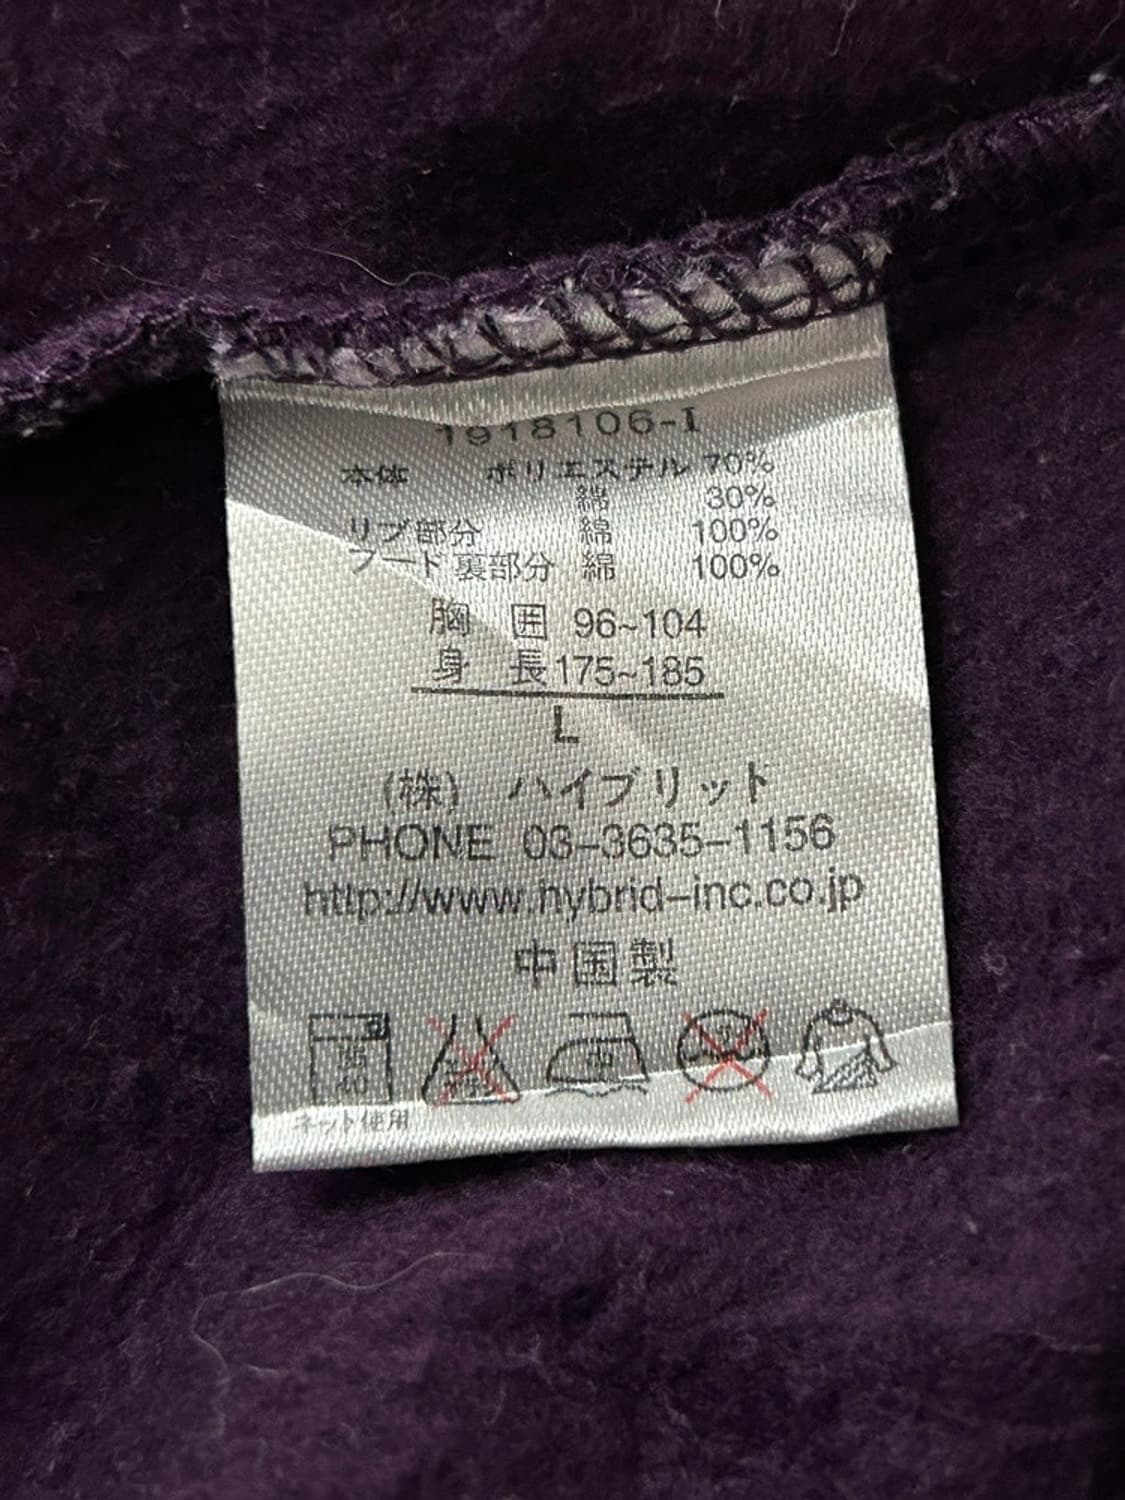 1918106-I
本体 ポリエステル 70%
綿 30%
リブ部分 綿 100%
フード裏部分 綿 100%
胸 囲 96~104
身 長 175~185
L
(株) ハイブリット
PHONE 03-3635-1156
http://www.hybrid-inc.co.jp
中国製
40 中
ネット使用